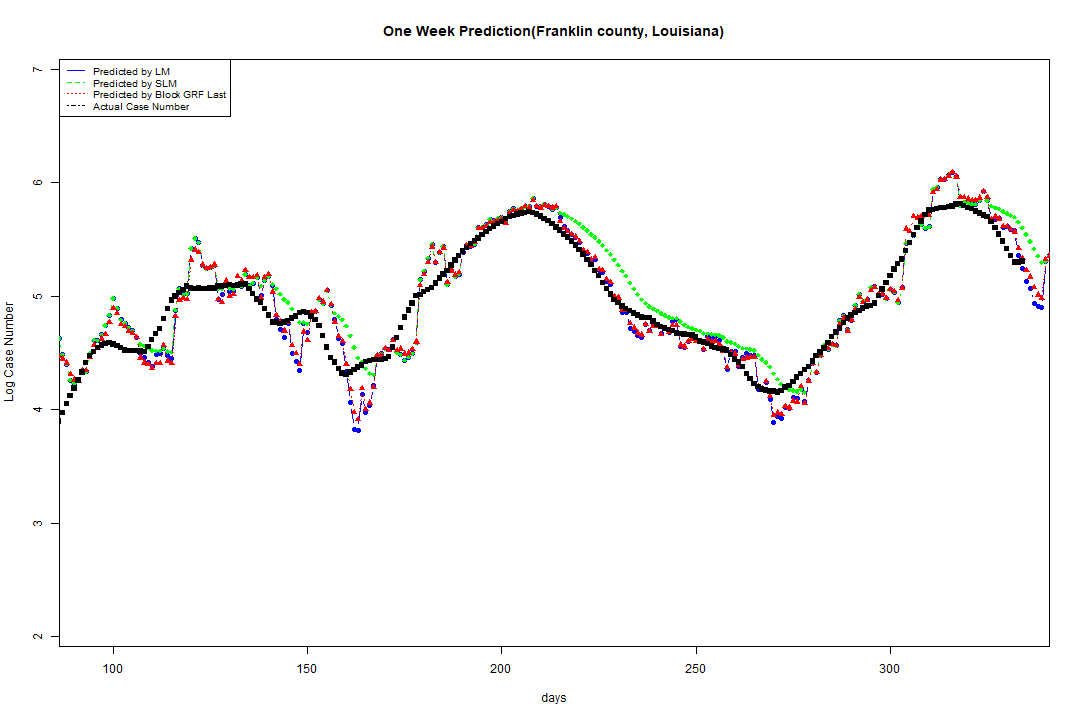 One Week Prediction(Franklin county, Louisiana)
Predicted by LM
Predicted by SLM
Predicted by Block GRF Last
Actual Case Number
Log Case Number
7
6
5
4
3
2
100 150 200 250 300
days